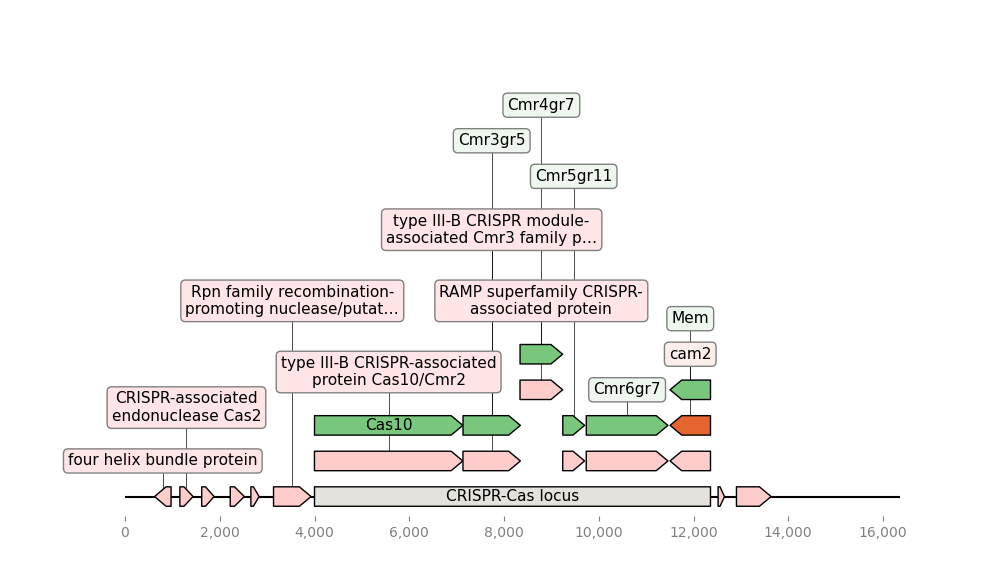 Cmr4gr7
Cmr3gr5
Cmr5gr11
type III-B CRISPR module-
associated Cmr3 family p…
Rpn family recombination-
promoting nuclease/putat…
RAMP superfamily CRISPR-
associated protein
Mem
cam2
type III-B CRISPR-associated
protein Cas10/Cmr2
Cmr6gr7
CRISPR-associated
endonuclease Cas2
Cas10
four helix bundle protein
CRISPR-Cas locus
0
2,000
4,000
6,000
8,000
10,000
12,000
14,000
16,000